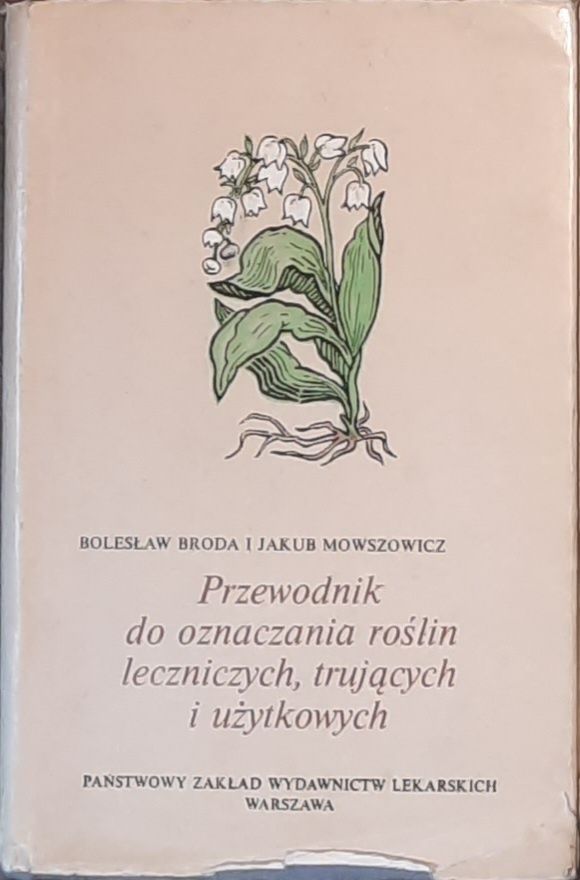 BOLESŁAW BRODA I JAKUB MOWSZOWICZ
Przewodnik
do oznaczania roślin
leczniczych, trujących
i użytkowych
PAŃSTWOWY ZAKŁAD WYDAWNICTW LEKARSKICH
WARSZAWA